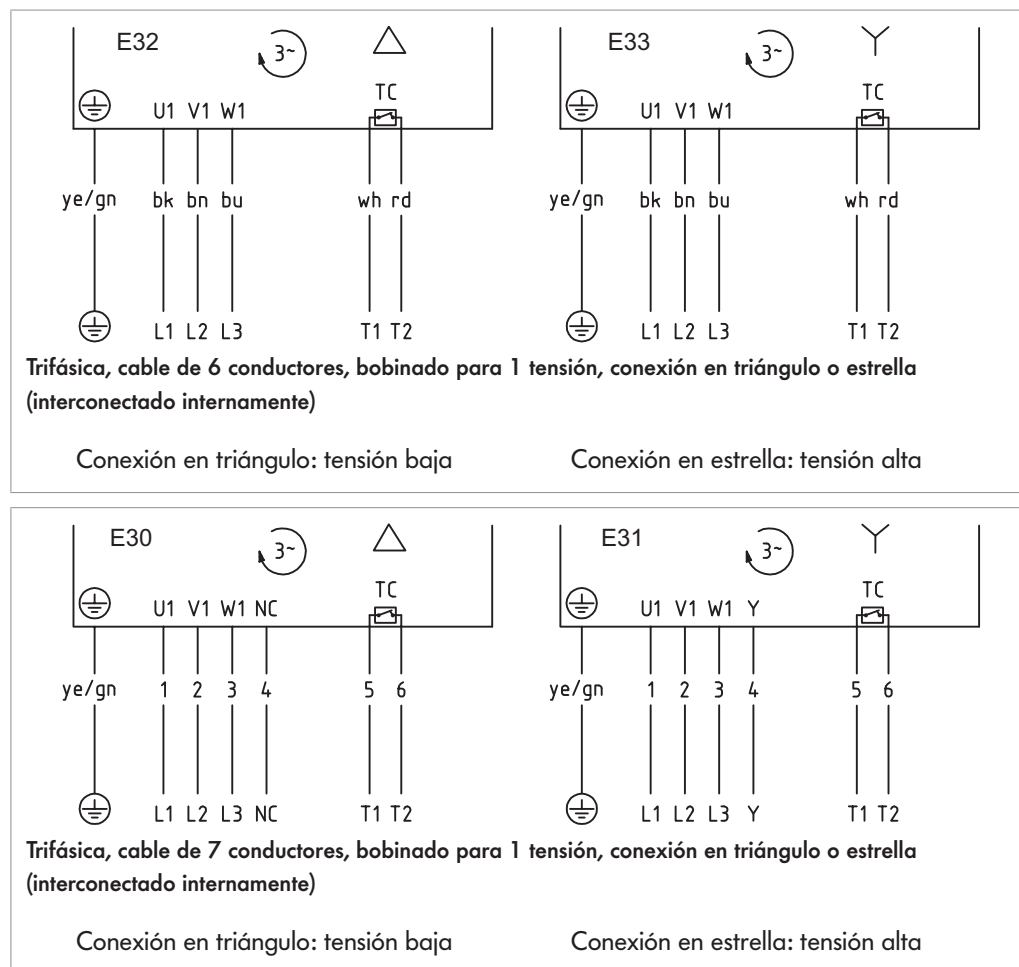 E32 3~ E33 3~
TC TC
U1 V1 W1 U1 V1 W1
ye/gn bk bn bu wh rd ye/gn bk bn bu wh rd
L1 L2 L3 T1 T2 L1 L2 L3 T1 T2
Trifásica, cable de 6 conductores, bobinado para 1 tensión, conexión en triángulo o estrella
(interconectado internamente)
Conexión en triángulo: tensión baja Conexión en estrella: tensión alta
E30 3~ E31 3~
TC TC
U1 V1 W1 NC U1 V1 W1 Y
ye/gn 1 2 3 4 5 6 ye/gn 1 2 3 4 5 6
L1 L2 L3 NC T1 T2 L1 L2 L3 Y T1 T2
Trifásica, cable de 7 conductores, bobinado para 1 tensión, conexión en triángulo o estrella
(interconectado internamente)
Conexión en triángulo: tensión baja Conexión en estrella: tensión alta